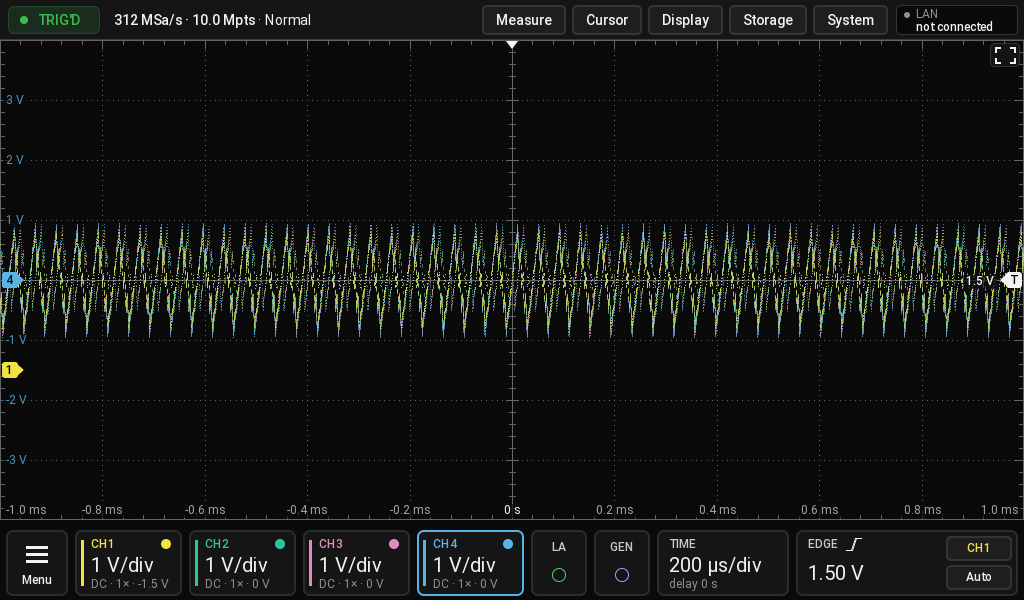 TRIG'D
312 MSa/s · 10.0 Mpts · Normal
Measure
Cursor
Display
Storage
System
LAN
not connected
3 V
2 V
1 V
4
1.5 V
T
-1 V
1
-2 V
-3 V
-1.0 ms
-0.8 ms
-0.6 ms
-0.4 ms
-0.2 ms
0 s
0.2 ms
0.4 ms
0.6 ms
0.8 ms
1.0 ms
Menu
CH1
1 V/div
DC · 1× · -1.5 V
CH2
1 V/div
DC · 1× · 0 V
CH3
1 V/div
DC · 1× · 0 V
CH4
1 V/div
DC · 1× · 0 V
LA
GEN
TIME
200 µs/div
delay 0 s
EDGE
1.50 V
CH1
Auto